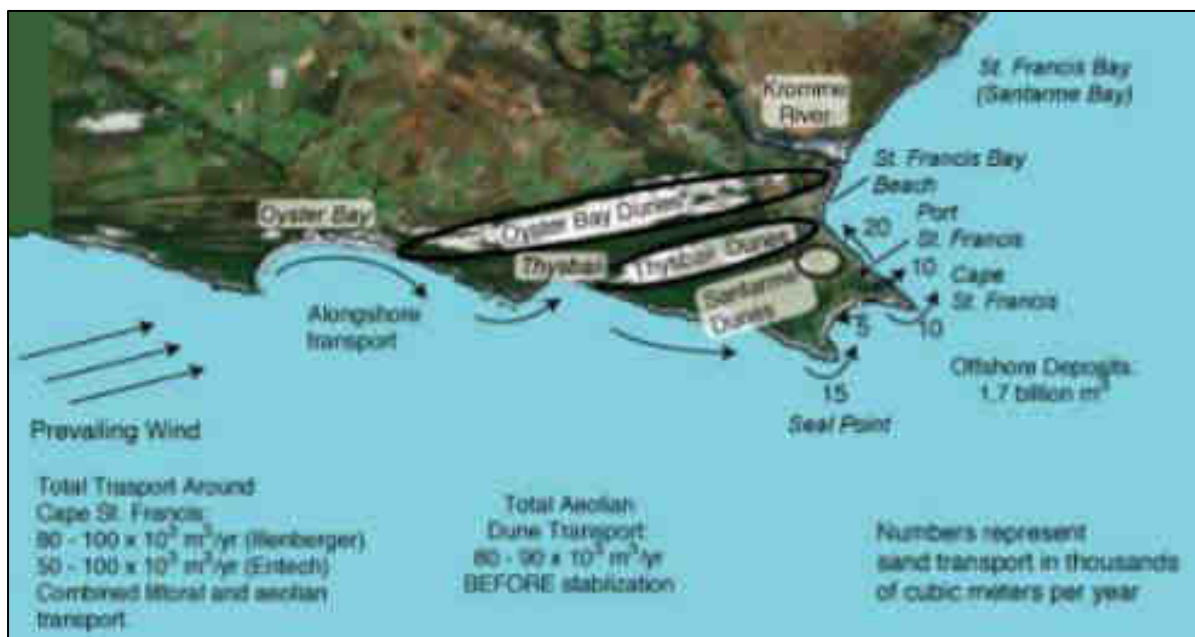 St. Francis Bay
(Santarme Bay)
Kromme
River
St. Francis Bay
Beach
Oyster Bay
Oyster Bay Dunes
Port
St. Francis
20
Thysbaii
Thysbaii Dunes
10
Cape
St. Francis
Santarme
Dunes
Alongshore
transport
5
10
15
Offshore Deposits:
1.7 billion m³
Seal Point
Prevailing Wind
Total Trasport Around
Cape St. Francis:
80 - 100 x 10³ m³/yr (Illenberger)
50 - 100 x 10³ m³/yr (Entech)
Combined littoral and aeolian
transport
Total Aeolian
Dune Transport
80 - 90 x 10³ m³/yr
BEFORE stablization
Numbers represent
sand transport in thousands
of cubic meters per year